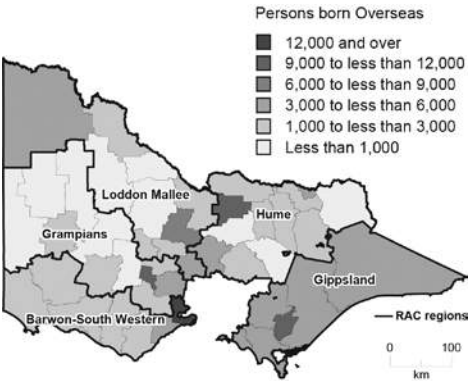 Persons born Overseas
12,000 and over
9,000 to less than 12,000
6,000 to less than 9,000
3,000 to less than 6,000
1,000 to less than 3,000
Less than 1,000
Loddon Mallee
Hume
Grampians
Gippsland
Barwon-South Western
RAC regions
0 100
km